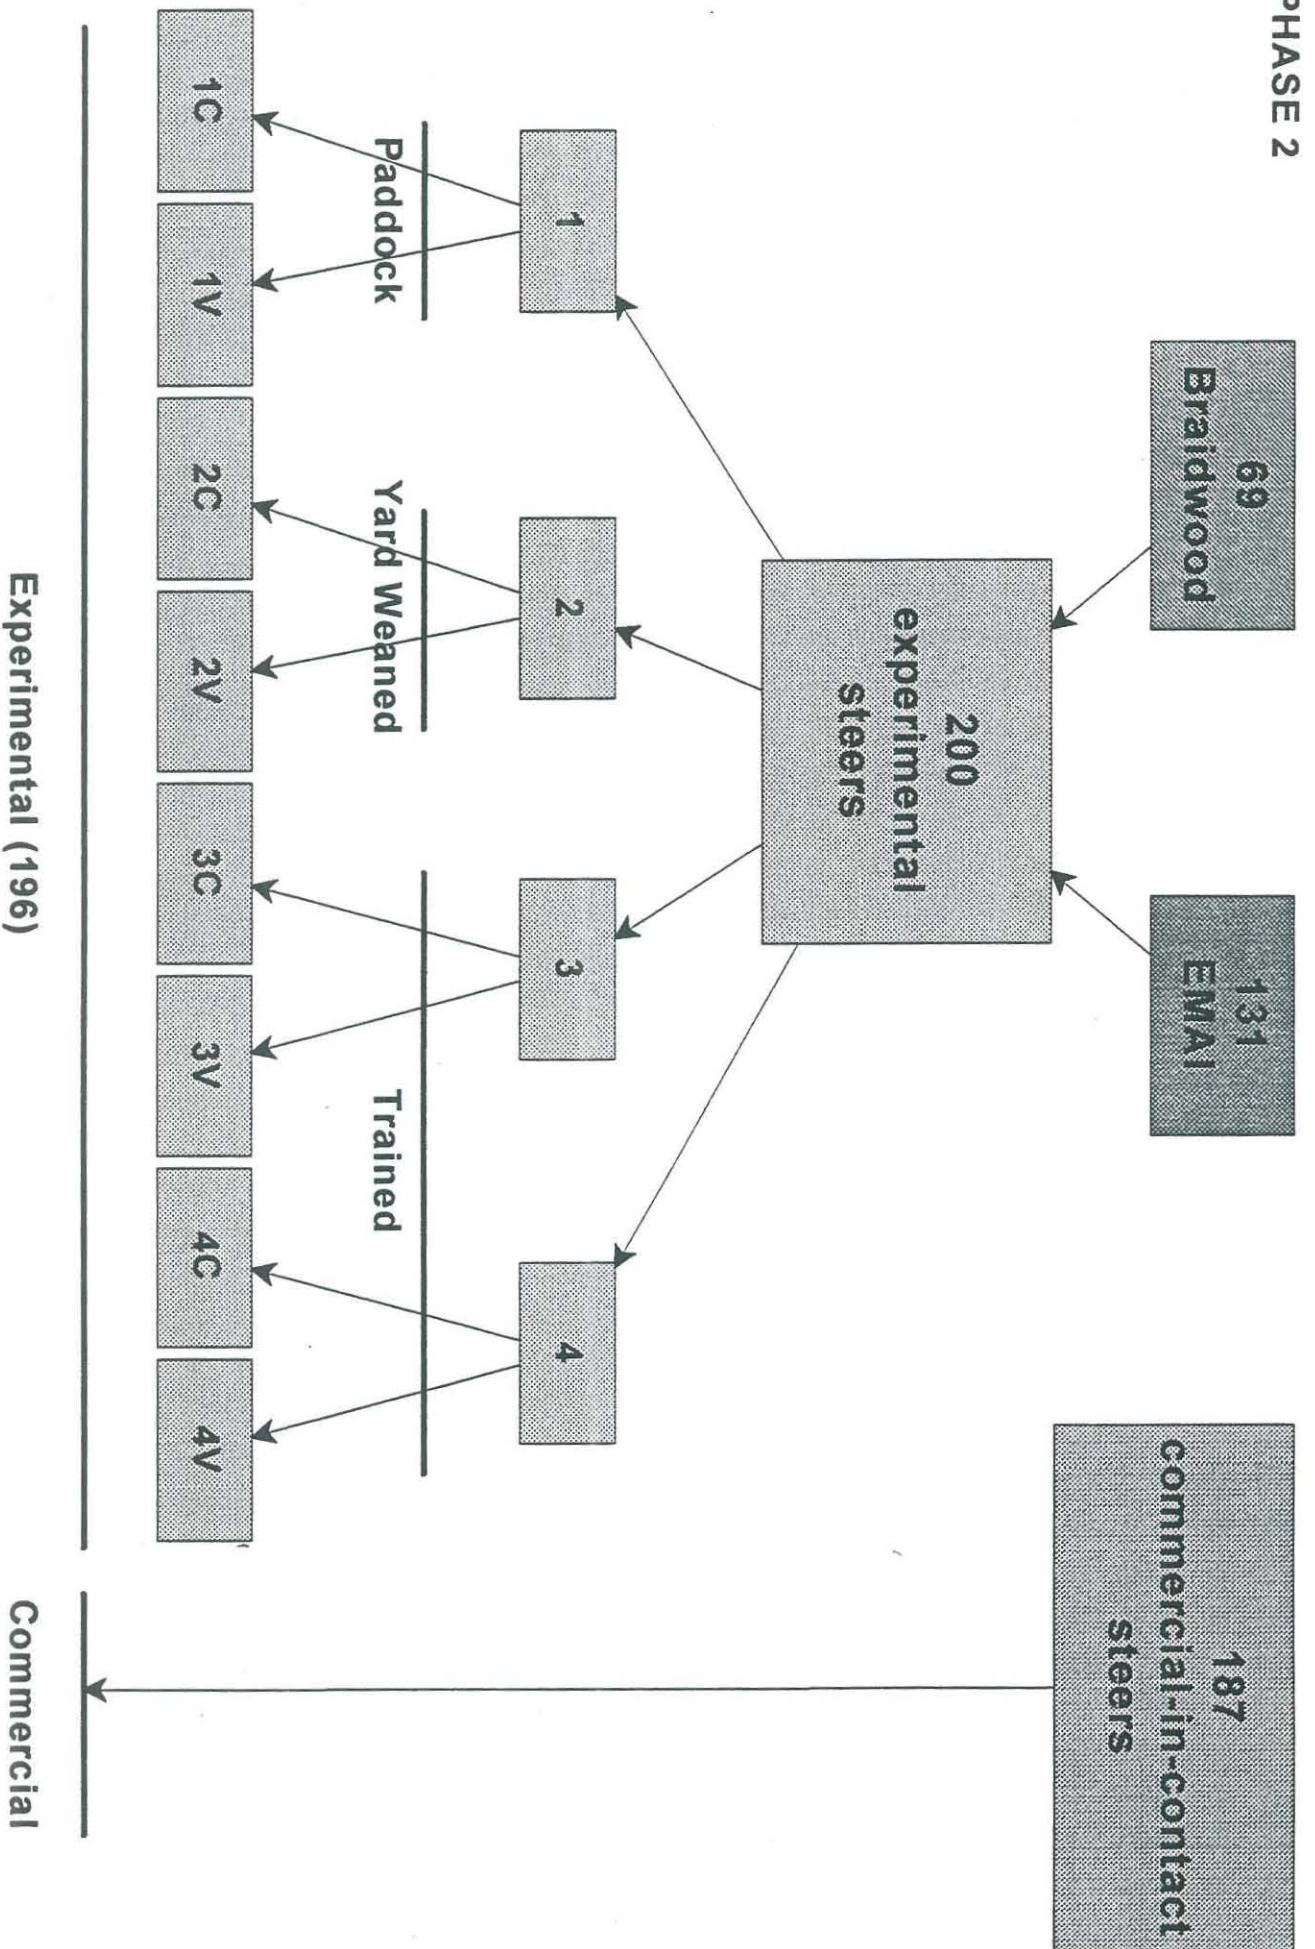 PHASE 2
69
Braidwood
131
EMAI
187
commercial-in-contact
steers
200
experimental
steers
1
2
3
4
Paddock
Yard Weaned
Trained
1C
1V
2C
2V
3C
3V
4C
4V
Experimental (196)
Commercial